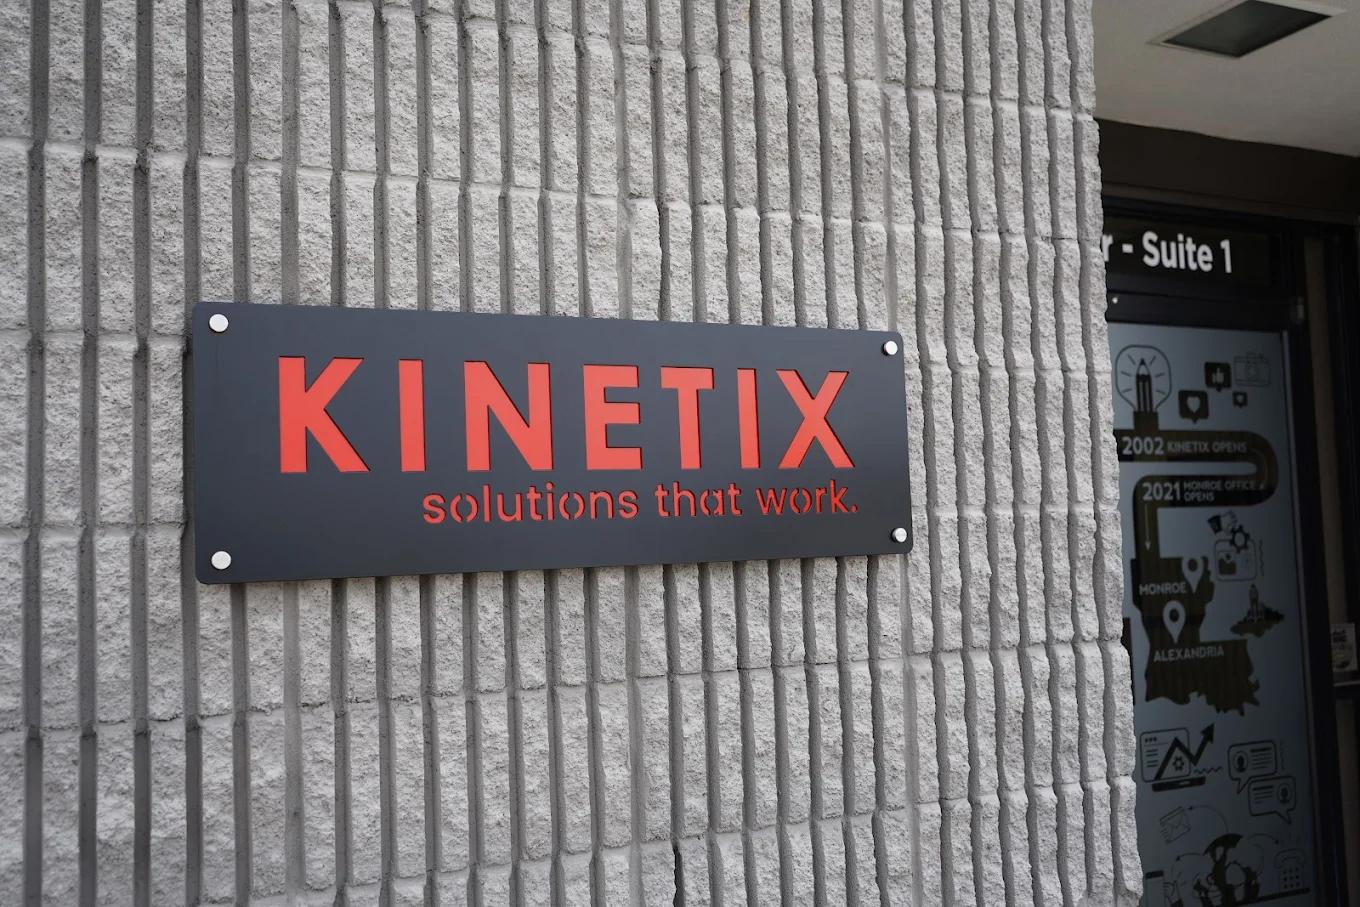 KINETIX
solutions that work.
r - Suite 1
2002 KINETIX OPENS
2021 MONROE OFFICE
OPENS
MONROE
ALEXANDRIA